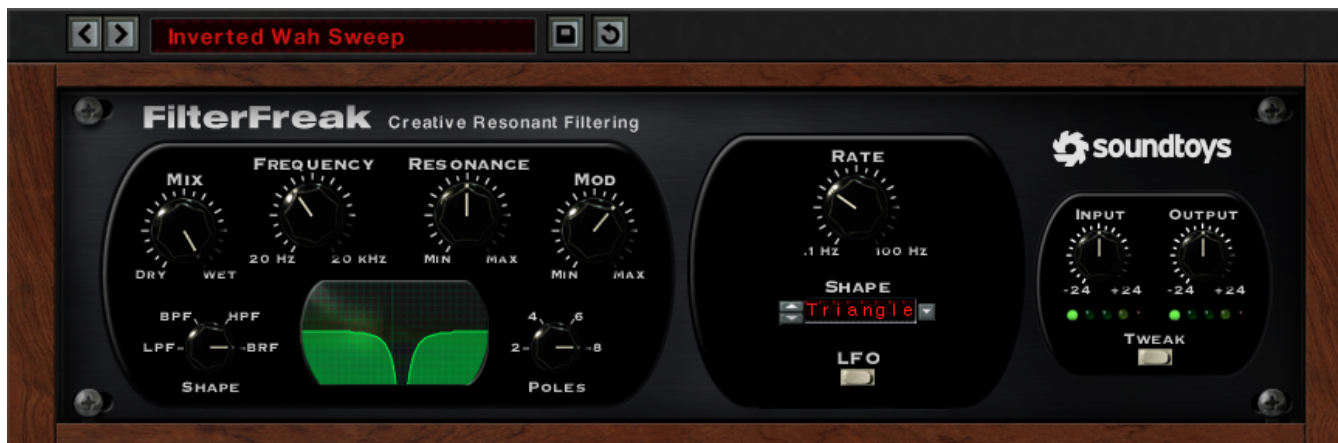 Inverted Wah Sweep
FilterFreak Creative Resonant Filtering
soundtoys
MIX
FREQUENCY
RESONANCE
MOD
DRY WET
20 HZ 20 KHZ
MIN MAX
MIN MAX
BPF HPF
LPF BRF
SHAPE
4 6
2 8
POLES
RATE
.1 HZ 100 HZ
SHAPE
Triangle
LFO
INPUT OUTPUT
-24 +24 -24 +24
TWEAK